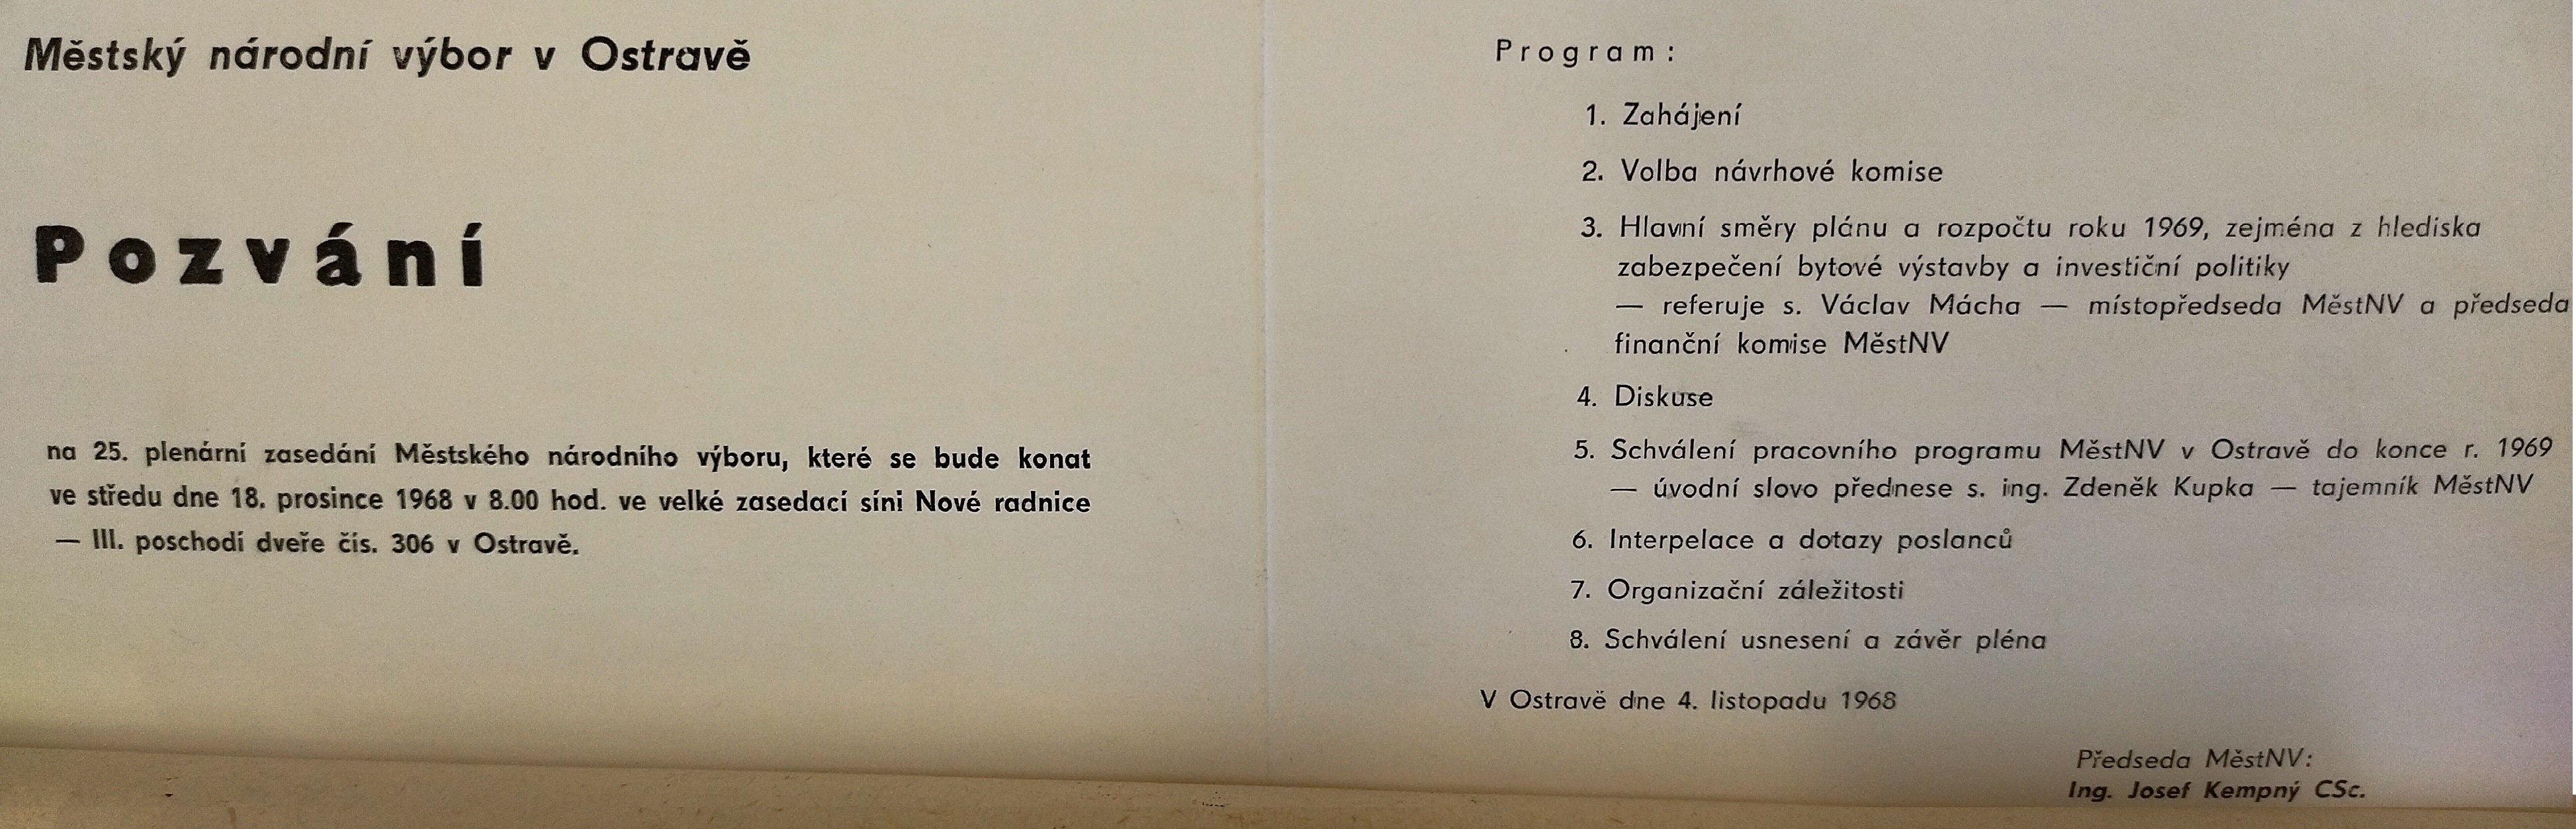 Městský národní výbor v Ostravě
Pozvání
na 25. plenární zasedání Městského národního výboru, které se bude konat
ve středu dne 18. prosince 1968 v 8.00 hod. ve velké zasedací síni Nové radnice
— III. poschodí dveře čís. 306 v Ostravě.
Program:
1. Zahájení
2. Volba návrhové komise
3. Hlavní směry plánu a rozpočtu roku 1969, zejména z hlediska
zabezpečení bytové výstavby a investiční politiky
— referuje s. Václav Mácha — místopředseda MěstNV a předseda
finanční komise MěstNV
4. Diskuse
5. Schválení pracovního programu MěstNV v Ostravě do konce r. 1969
— úvodní slovo přednese s. ing. Zdeněk Kupka — tajemník MěstNV
6. Interpelace a dotazy poslanců
7. Organizační záležitosti
8. Schválení usnesení a závěr pléna
V Ostravě dne 4. listopadu 1968
Předseda MěstNV:
Ing. Josef Kempný CSc.